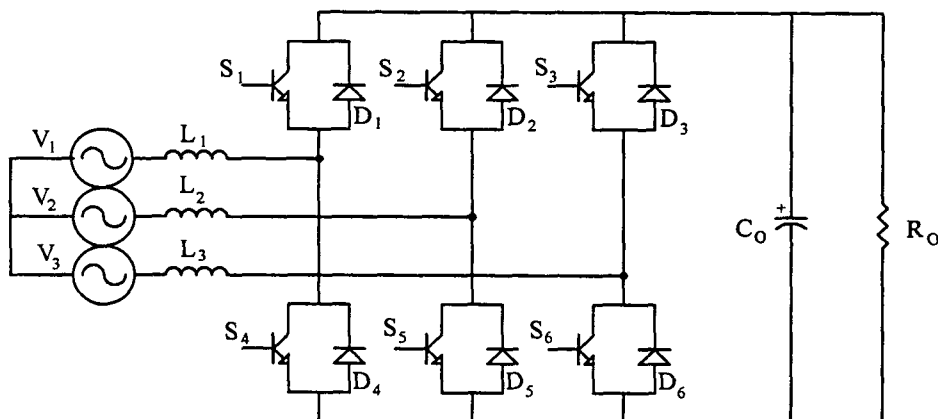 S1
S2
S3
D1
D2
D3
V1
L1
V2
L2
V3
L3
CO
+
RO
S4
S5
S6
D4
D5
D6